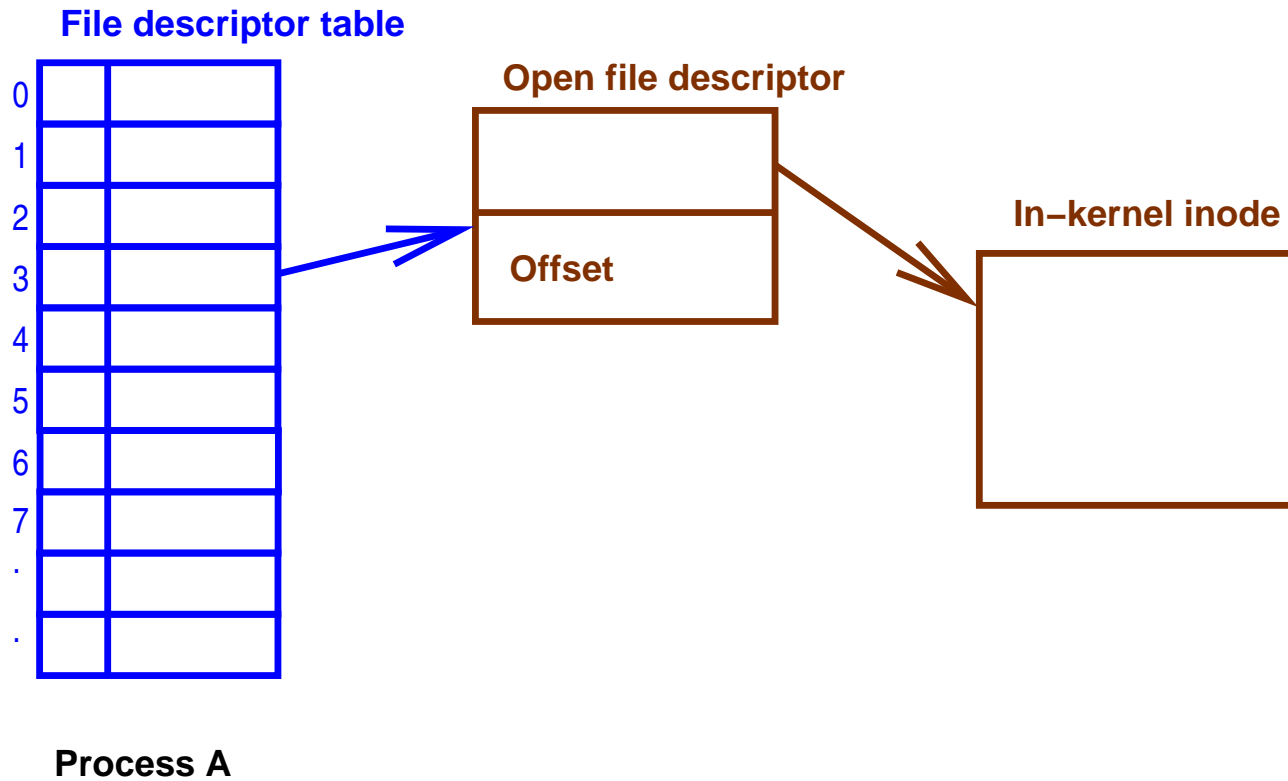 File descriptor table
Open file descriptor
In−kernel inode
0
1
2
3
4
5
6
7
.
.
Offset
Process A